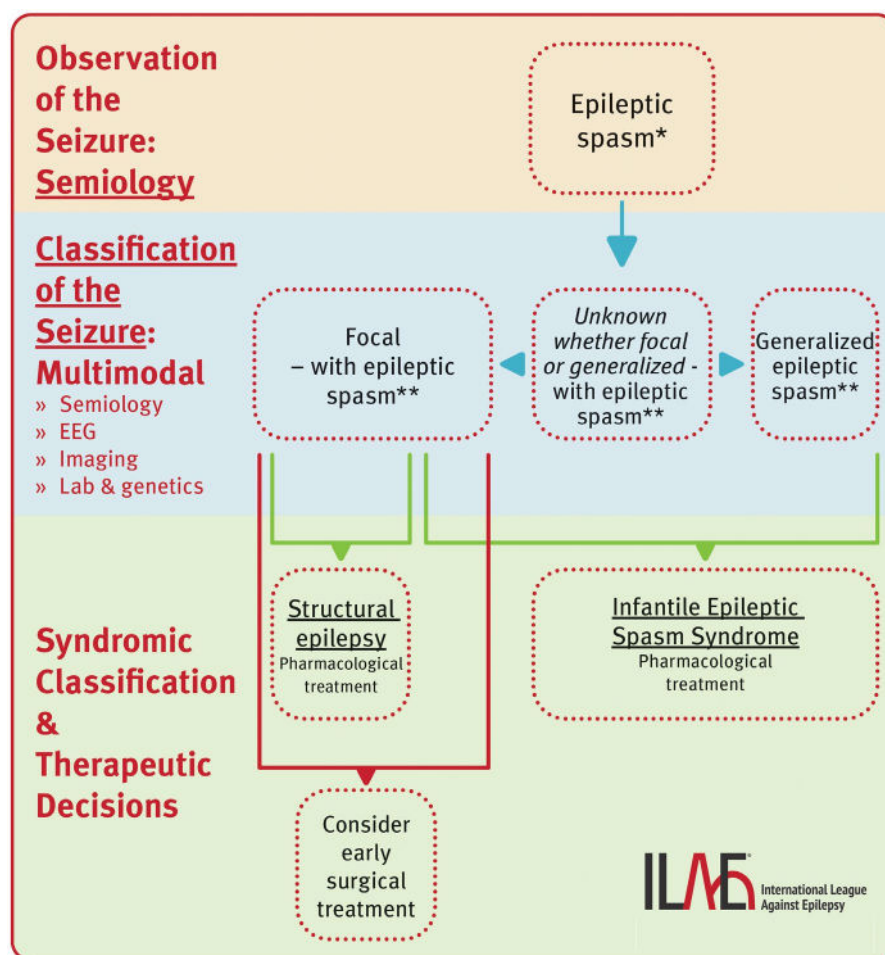 Observation
of the
Seizure:
Semiology
Epileptic
spasm*
Classification
of the
Seizure:
Multimodal
» Semiology
» EEG
» Imaging
» Lab & genetics
Focal
– with epileptic
spasm**
Unknown
whether focal
or generalized -
with epileptic
spasm**
Generalized
epileptic
spasm**
Syndromic
Classification
&
Therapeutic
Decisions
Structural
epilepsy
Pharmacological
treatment
Infantile Epileptic
Spasm Syndrome
Pharmacological
treatment
Consider
early
surgical
treatment
ILAE
International League
Against Epilepsy